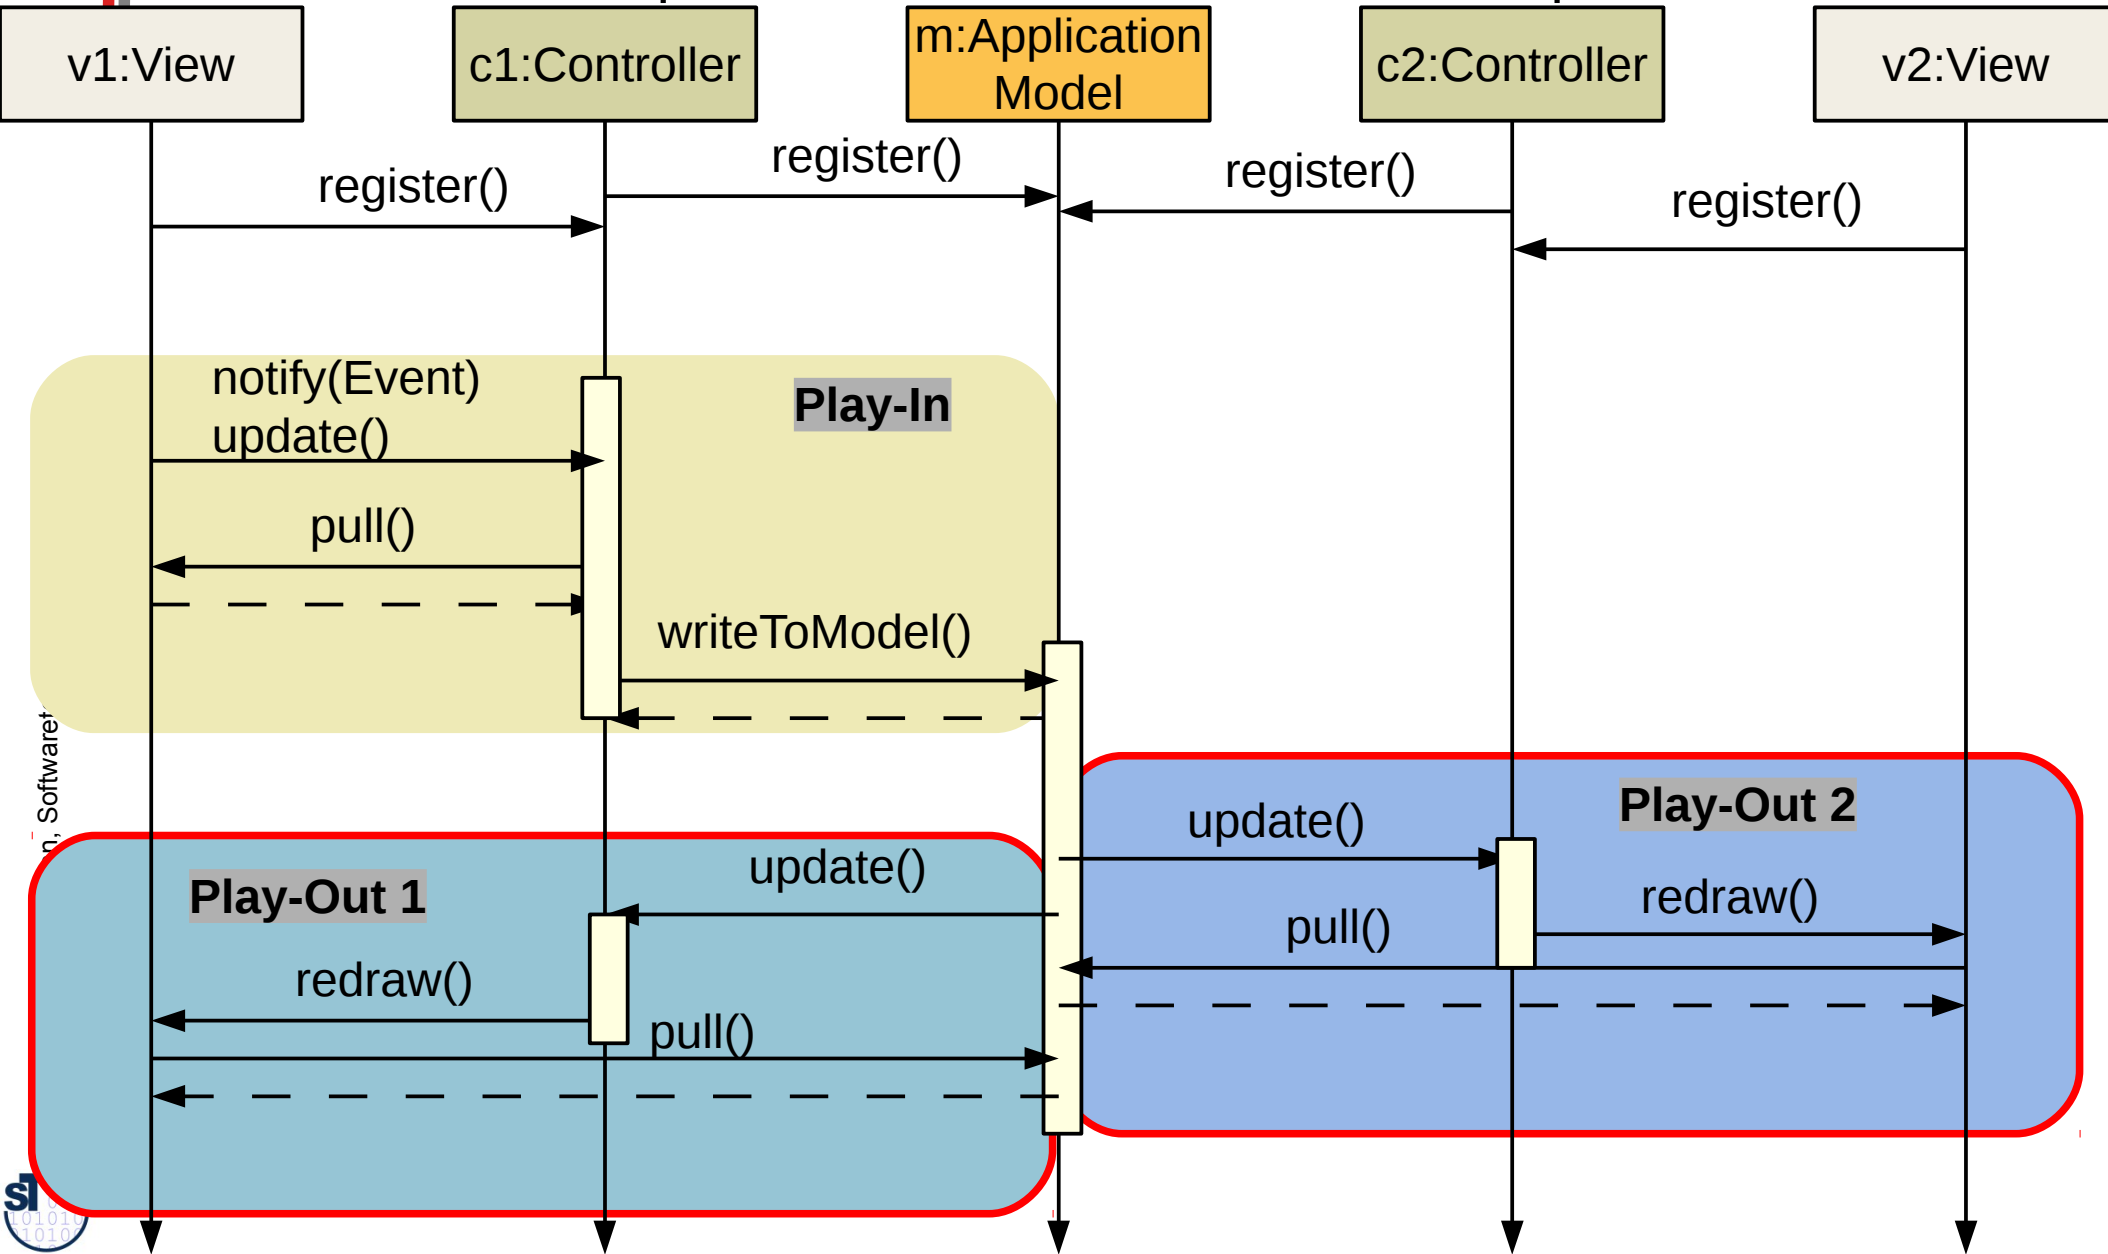 v1:View
c1:Controller
m:Application
Model
c2:Controller
v2:View
register()
register()
register()
register()
notify(Event)
update()
Play-In
pull()
writeToModel()
Softwaret
Play-Out 2
update()
update()
Play-Out 1
redraw()
pull()
redraw()
pull()